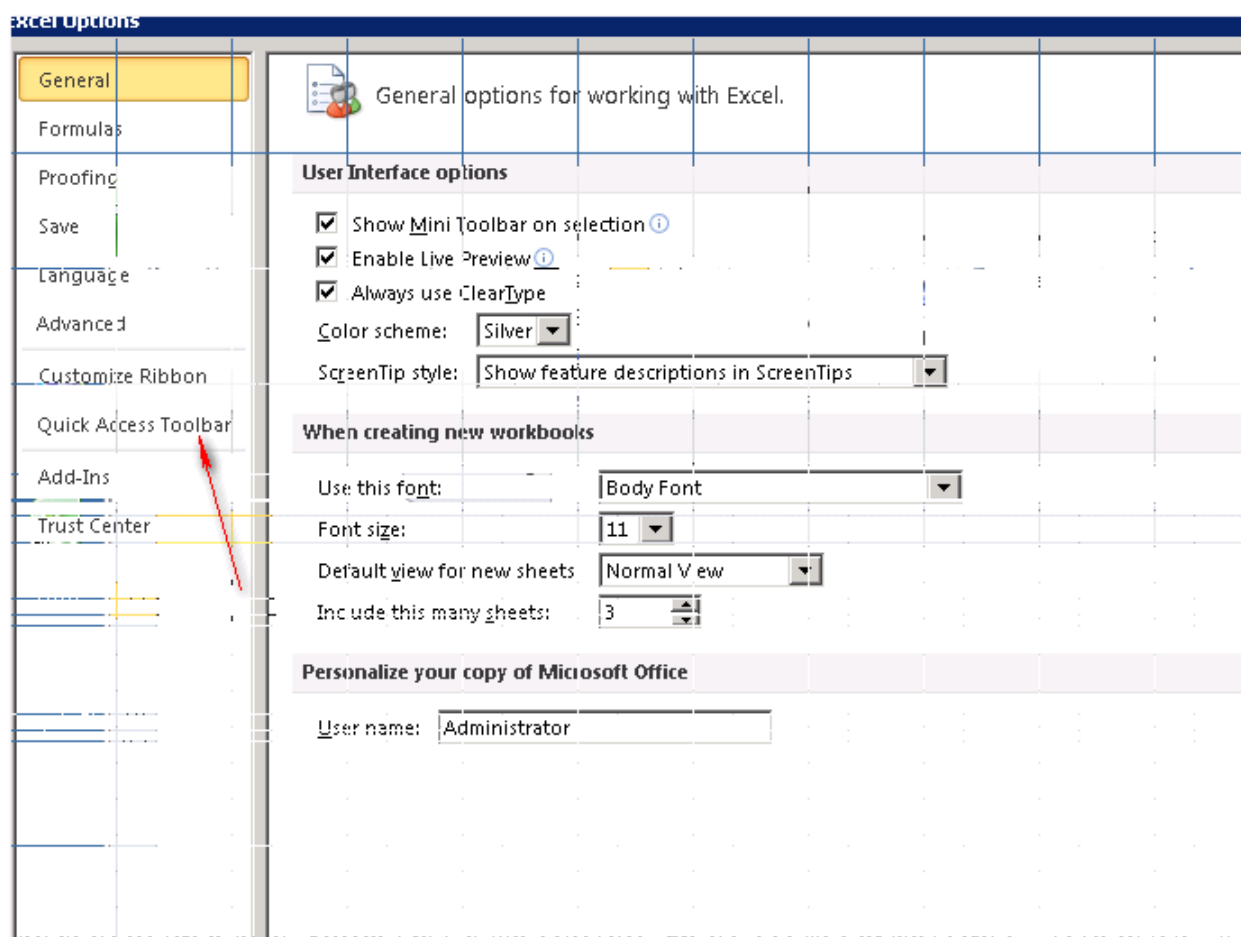 Excel Options
General
Formulas
Proofing
Save
Language
Advanced
Customize Ribbon
Quick Access Toolbar
Add-Ins
Trust Center
General options for working with Excel.
User Interface options
Show Mini Toolbar on selection
Enable Live Preview
Always use ClearType
Color scheme: Silver
ScreenTip style: Show feature descriptions in ScreenTips
When creating new workbooks
Use this font: Body Font
Font size: 11
Default view for new sheets Normal View
Include this many sheets: 3
Personalize your copy of Microsoft Office
User name: Administrator